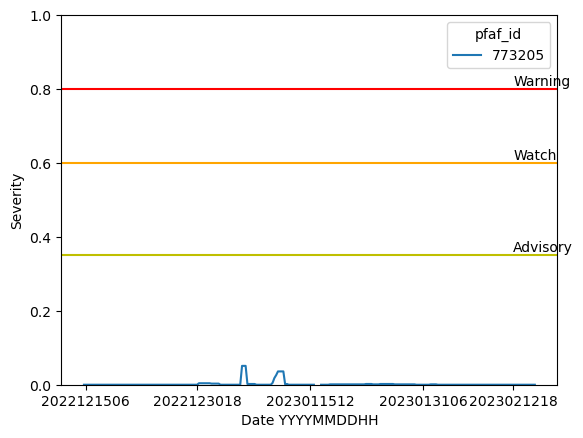 pfaf_id
773205
1.0
0.8
0.6
0.4
0.2
0.0
Severity
Warning
Watch
Advisory
2022121506 2022123018 2023011512 2023013106 2023021218
Date YYYYMMDDHH